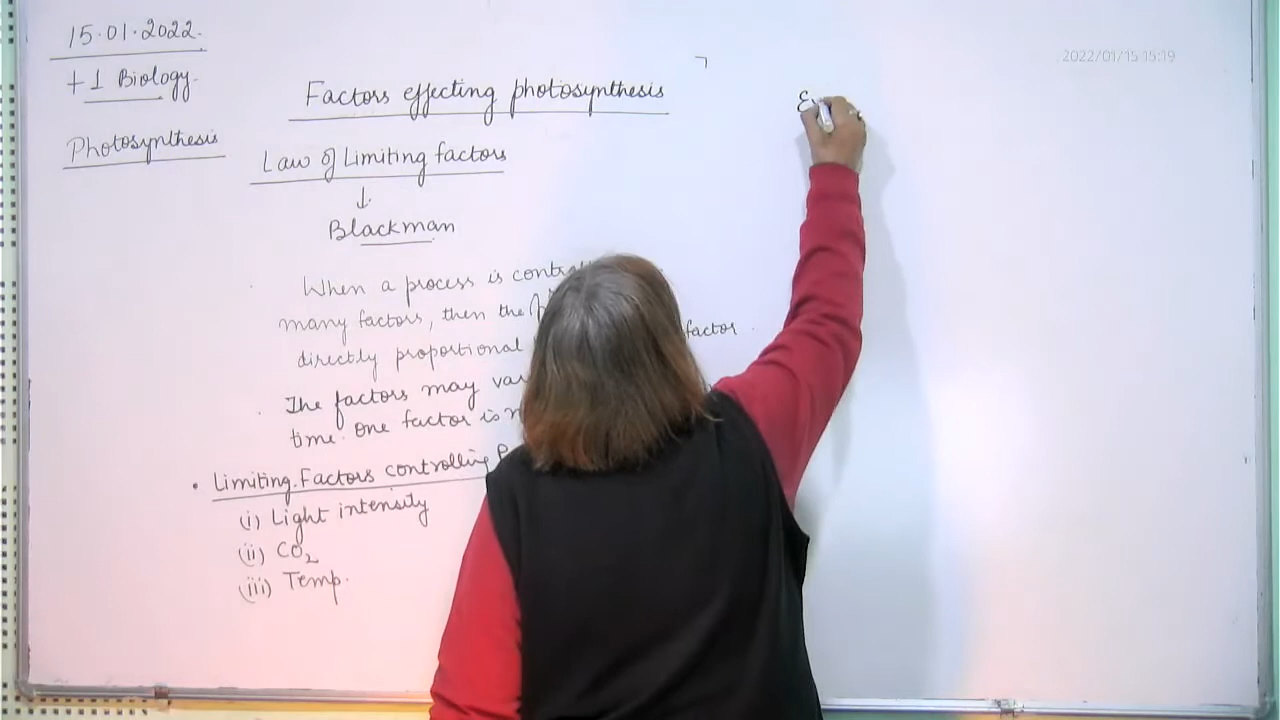 15.01.2022.
+1 Biology.
Photosynthesis
2022/01/15 15:19
Factors effecting photosynthesis
Law of Limiting factors
↓
Blackman
When a process is
many factors, then the
directly proportional factor.
The factors may
time. One factor is
Limiting Factors controlling
(i) Light intensity
(ii) CO₂
(iii) Temp.